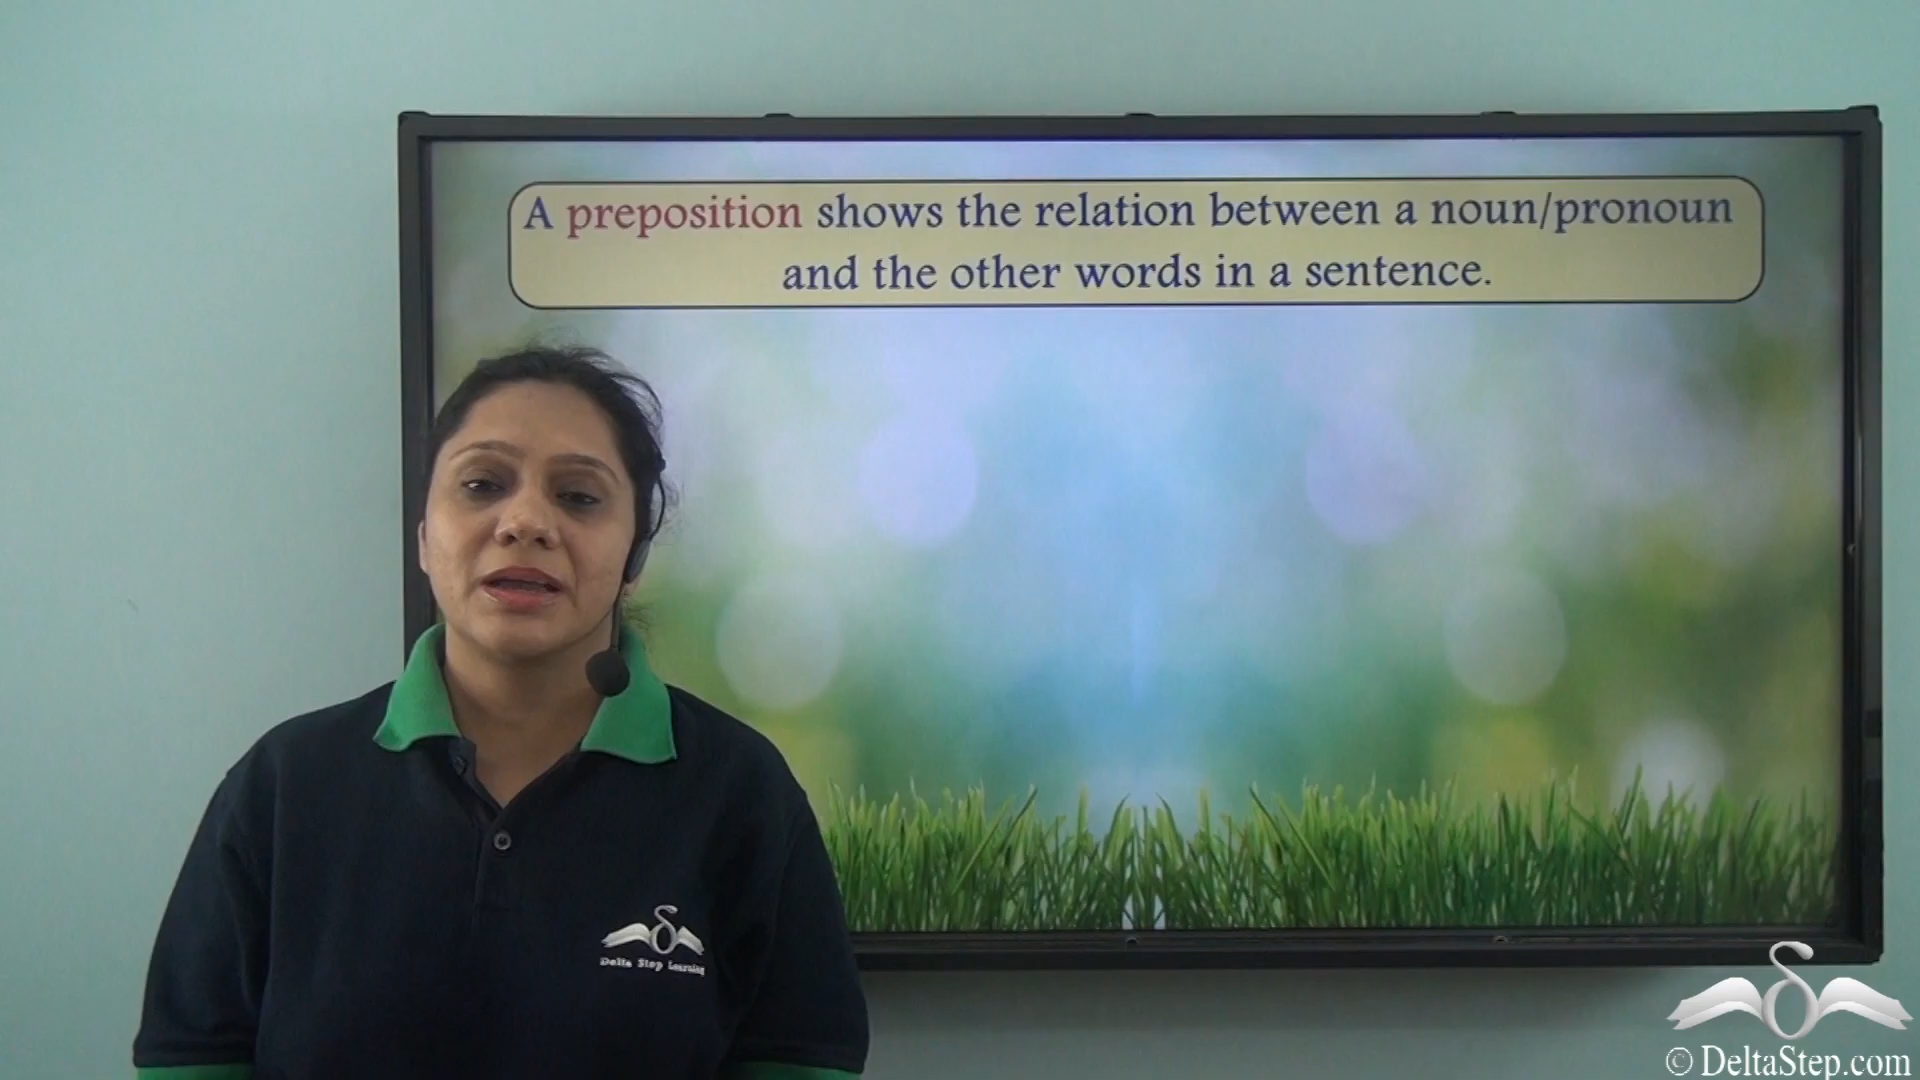 A preposition shows the relation between a noun/pronoun
and the other words in a sentence.
Delta Step Learning
© DeltaStep.com